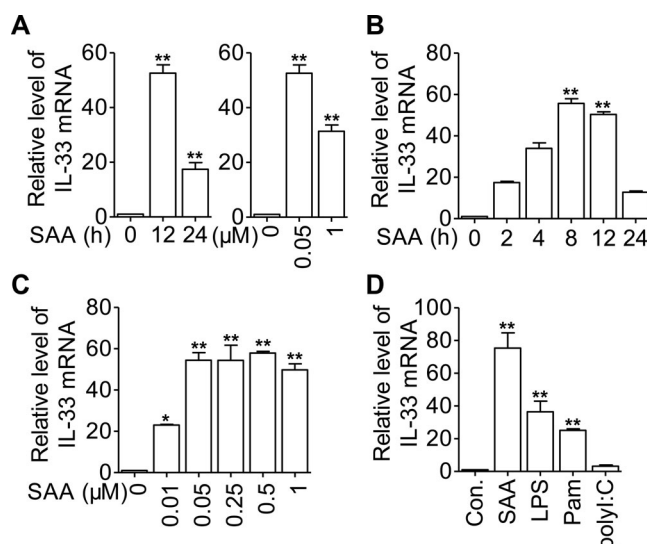 A
Relative level of
IL-33 mRNA
60
40
20
0
** **
SAA (h) 0 12 24
60
40
20
0
** **
(µM) 0 0.05 1
B
Relative level of
IL-33 mRNA
80
60
40
20
0
** **
SAA (h) 0 2 4 8 12 24
C
Relative level of
IL-33 mRNA
80
60
40
20
0
* ** ** ** **
SAA (µM) 0 0.01 0.05 0.25 0.5 1
D
Relative level of
IL-33 mRNA
100
80
60
40
20
0
** ** **
Con. SAA LPS Pam polyI:C